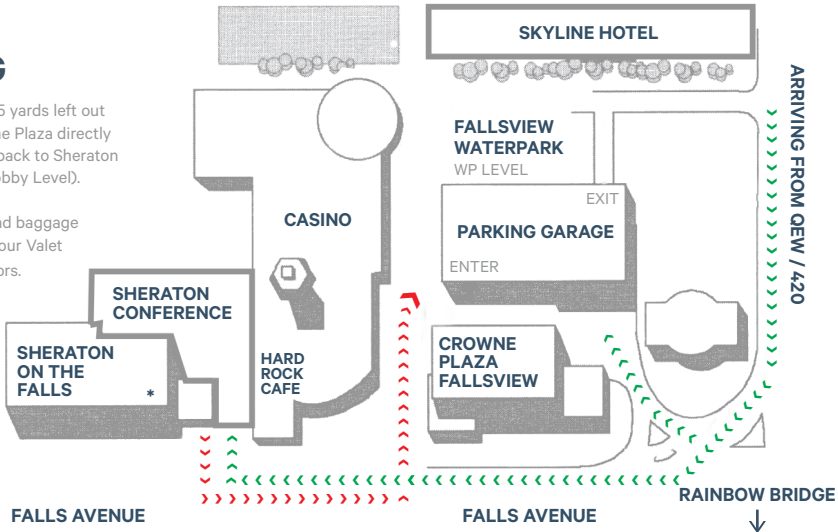 G
5 yards left out
ne Plaza directly
back to Sheraton
obby Level).
nd baggage
our Valet
ors.
SKYLINE HOTEL
ARRIVING FROM QEW / 420
FALLSVIEW
WATERPARK
WP LEVEL
EXIT
PARKING GARAGE
ENTER
CASINO
SHERATON
CONFERENCE
SHERATON
ON THE
FALLS
*
HARD
ROCK
CAFE
CROWNE
PLAZA
FALLSVIEW
RAINBOW BRIDGE
FALLS AVENUE
FALLS AVENUE